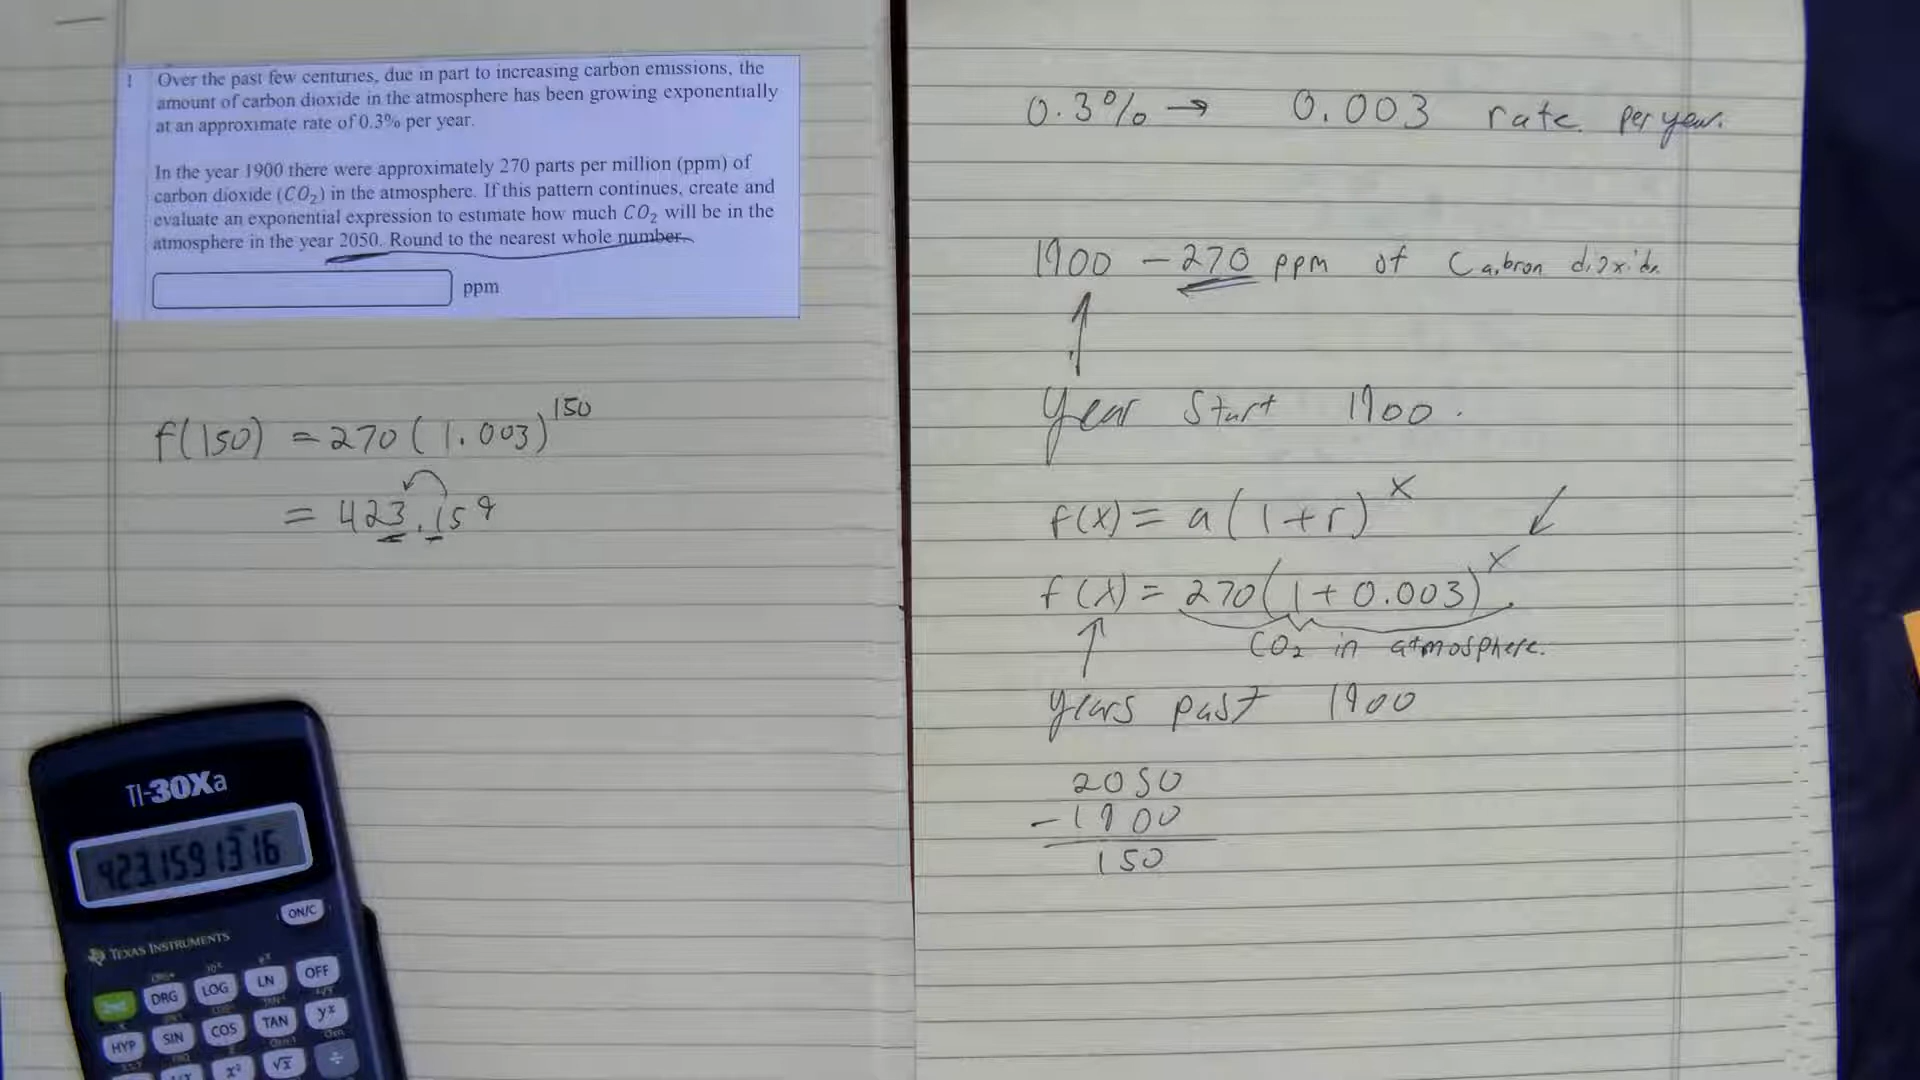 1 Over the past few centuries, due in part to increasing carbon emissions, the
amount of carbon dioxide in the atmosphere has been growing exponentially
at an approximate rate of 0.3% per year.
In the year 1900 there were approximately 270 parts per million (ppm) of
carbon dioxide (CO₂) in the atmosphere. If this pattern continues, create and
evaluate an exponential expression to estimate how much CO₂ will be in the
atmosphere in the year 2050. Round to the nearest whole number.
ppm
f(150) = 270(1.003)^150
= 423.159
TI-30Xa
423.1591316
ON/C
TEXAS INSTRUMENTS
2nd DRG LOG LN OFF
HYP SIN COS TAN yˣ
x² √x ÷
0.3% → 0.003 rate per year.
1900 - 270 ppm of Cabron dioxide
Year Start 1900.
f(x) = a(1+r)^x
f(x) = 270(1+0.003)^x
CO₂ in atmosphere.
Years past 1900
2050
- 1900
150